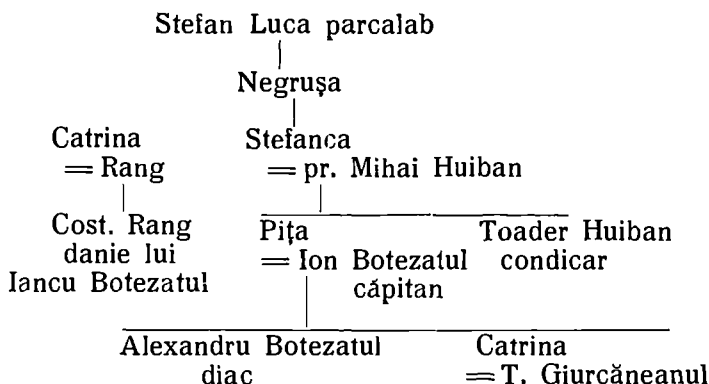 Stefan Luca parcalab
Negrușa
Catrina Stefanca
= Rang = pr. Mihai Huiban
Cost. Rang Pița Toader Huiban
danie lui = Ion Botezatul condicar
Iancu Botezatul căpitan
Alexandru Botezatul Catrina
diac = T. Giurcăneanul